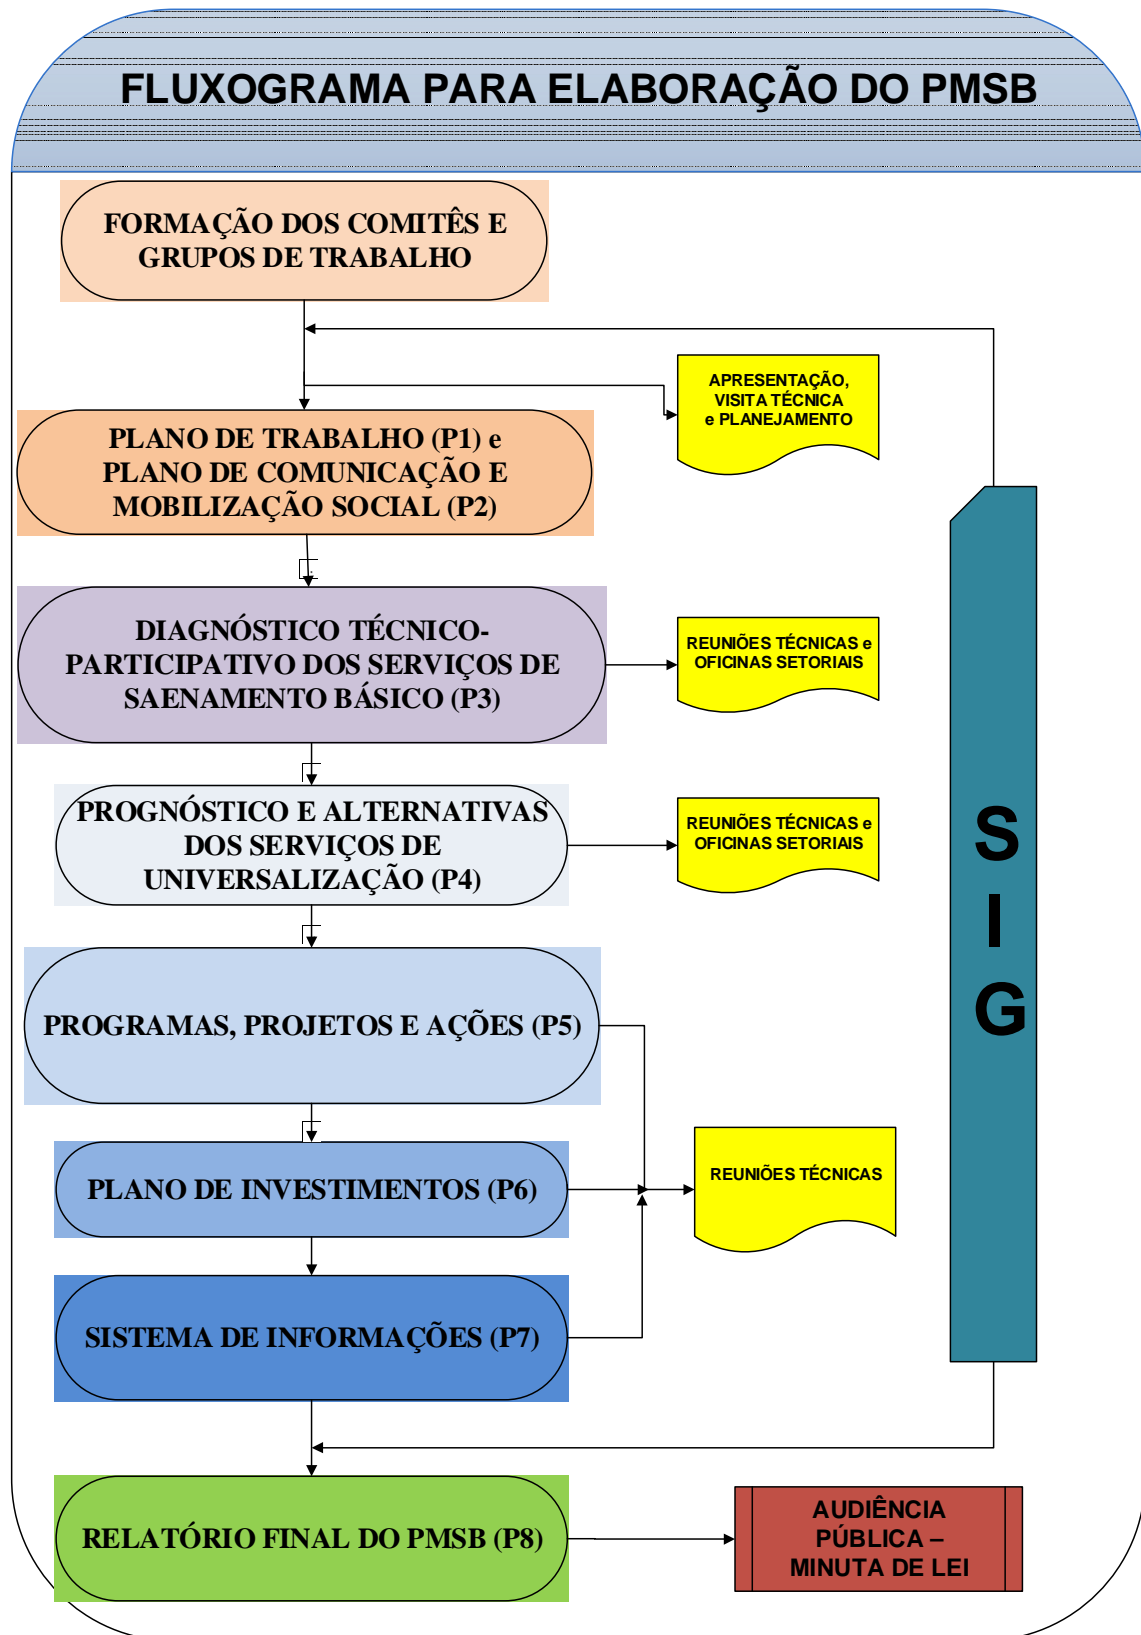 FLUXOGRAMA PARA ELABORAÇÃO DO PMSB
FORMAÇÃO DOS COMITÊS E
GRUPOS DE TRABALHO
APRESENTAÇÃO,
VISITA TÉCNICA
e PLANEJAMENTO
PLANO DE TRABALHO (P1) e
PLANO DE COMUNICAÇÃO E
MOBILIZAÇÃO SOCIAL (P2)
DIAGNÓSTICO TÉCNICO-
PARTICIPATIVO DOS SERVIÇOS DE
SAENAMENTO BÁSICO (P3)
REUNIÕES TÉCNICAS e
OFICINAS SETORIAIS
PROGNÓSTICO E ALTERNATIVAS
DOS SERVIÇOS DE
UNIVERSALIZAÇÃO (P4)
REUNIÕES TÉCNICAS e
OFICINAS SETORIAIS
S
I
G
PROGRAMAS, PROJETOS E AÇÕES (P5)
PLANO DE INVESTIMENTOS (P6)
REUNIÕES TÉCNICAS
SISTEMA DE INFORMAÇÕES (P7)
RELATÓRIO FINAL DO PMSB (P8)
AUDIÊNCIA
PÚBLICA –
MINUTA DE LEI